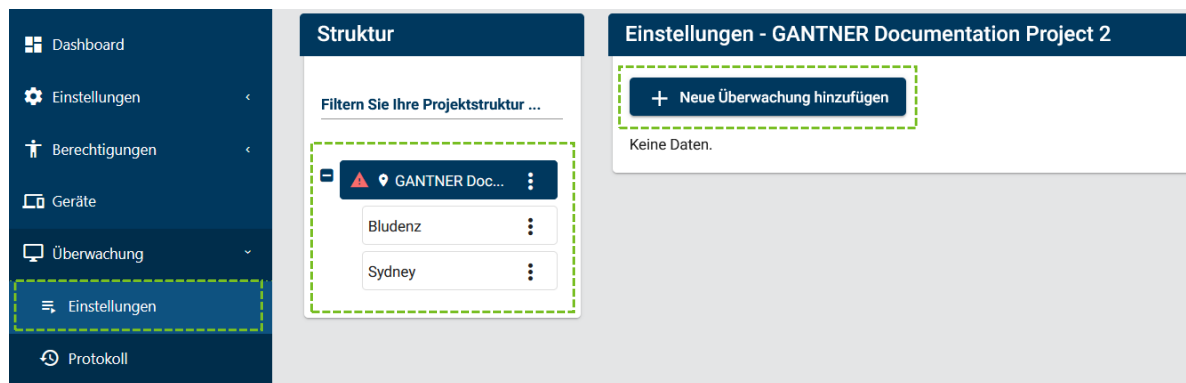 Dashboard
Einstellungen
Berechtigungen
Geräte
Überwachung
Einstellungen
Protokoll
Struktur
Filtern Sie Ihre Projektstruktur ...
GANTNER Doc...
Bludenz
Sydney
Einstellungen - GANTNER Documentation Project 2
Neue Überwachung hinzufügen
Keine Daten.